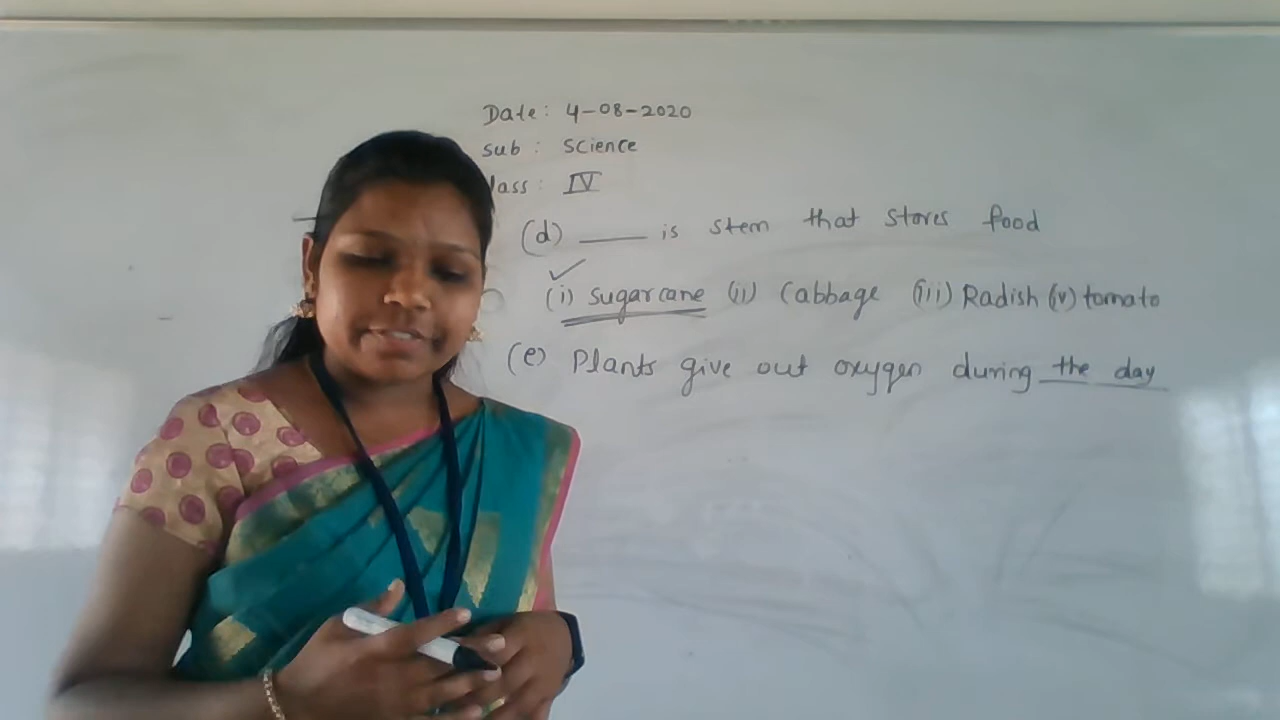 Date: 4-08-2020
Sub: Science
lass: IV
(d) ____ is stem that stores food
✓
(i) Sugarcane (ii) Cabbage (iii) Radish (v) tomato
(e) Plants give out oxygen during the day